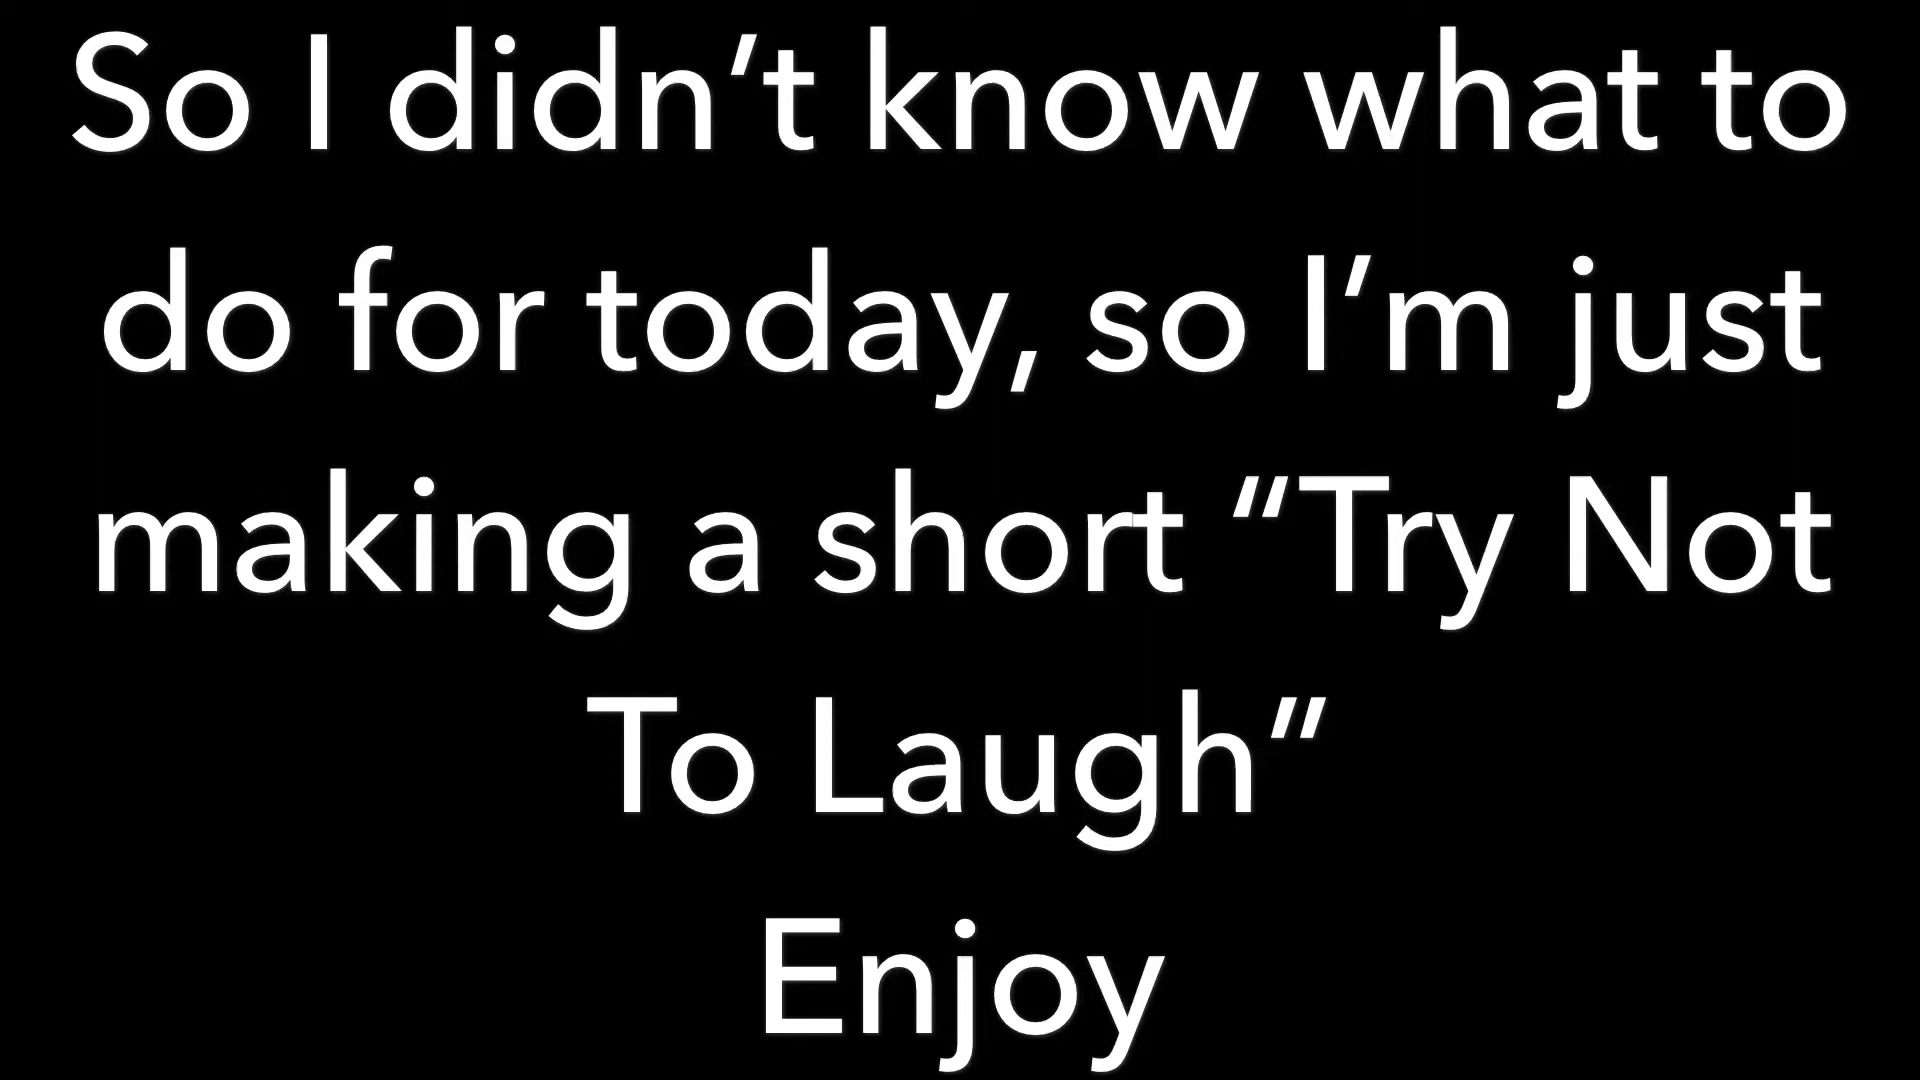 So I didn’t know what to
do for today, so I’m just
making a short “Try Not
To Laugh”
Enjoy